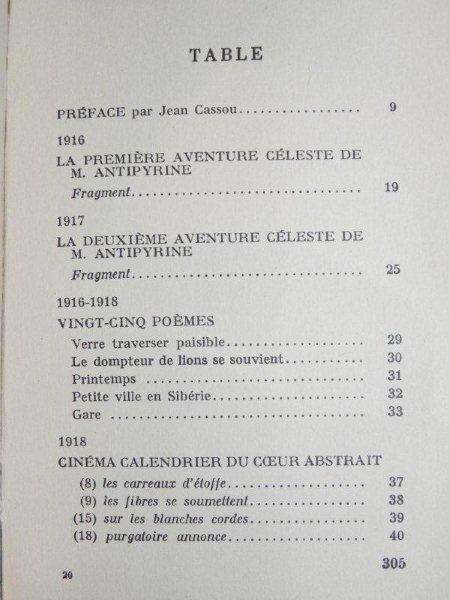 TABLE
PRÉFACE par Jean Cassou................. 9
1916
LA PREMIÈRE AVENTURE CÉLESTE DE
M. ANTIPYRINE
Fragment............................. 19
1917
LA DEUXIÈME AVENTURE CÉLESTE DE
M. ANTIPYRINE
Fragment............................. 25
1916-1918
VINGT-CINQ POÈMES
Verre traverser paisible................ 29
Le dompteur de lions se souvient......... 30
Printemps ............................ 31
Petite ville en Sibérie.................. 32
Gare ................................ 33
1918
CINÉMA CALENDRIER DU CŒUR ABSTRAIT
(8) les carreaux d'étoffe................ 37
(9) les fibres se soumettent............. 38
(15) sur les blanches cordes............. 39
(18) purgatoire annonce................ 40
305
20